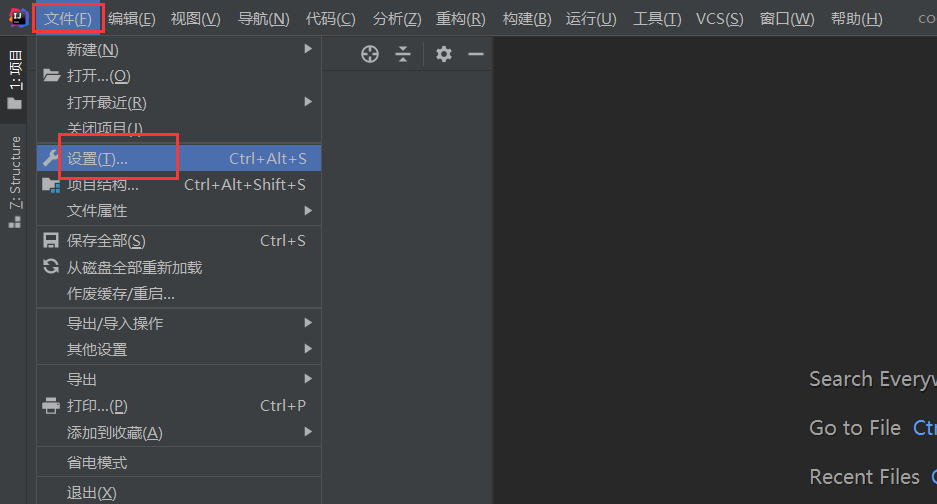 文件(F) 编辑(E) 视图(V) 导航(N) 代码(C) 分析(Z) 重构(R) 构建(B) 运行(U) 工具(T) VCS(S) 窗口(W) 帮助(H) co
1: 项目
Z: Structure
新建(N)
打开...(O)
打开最近(R)
关闭项目(J)
设置(T)... Ctrl+Alt+S
项目结构... Ctrl+Alt+Shift+S
文件属性
保存全部(S) Ctrl+S
从磁盘全部重新加载
作废缓存/重启...
导出/导入操作
其他设置
导出
打印...(P) Ctrl+P
添加到收藏(A)
省电模式
退出(X)
Search Everyw
Go to File Ctr
Recent Files